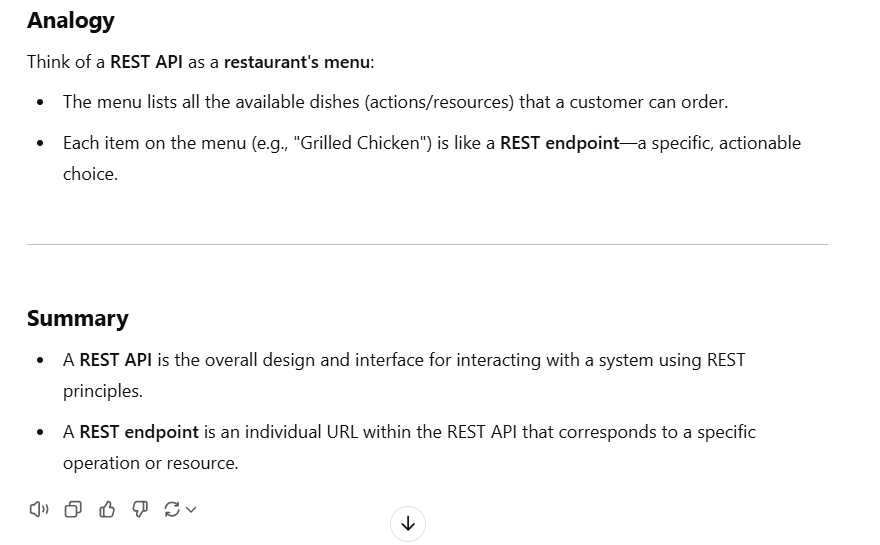 Analogy
Think of a REST API as a restaurant's menu:
• The menu lists all the available dishes (actions/resources) that a customer can order.
• Each item on the menu (e.g., "Grilled Chicken") is like a REST endpoint—a specific, actionable
choice.
Summary
• A REST API is the overall design and interface for interacting with a system using REST
principles.
• A REST endpoint is an individual URL within the REST API that corresponds to a specific
operation or resource.